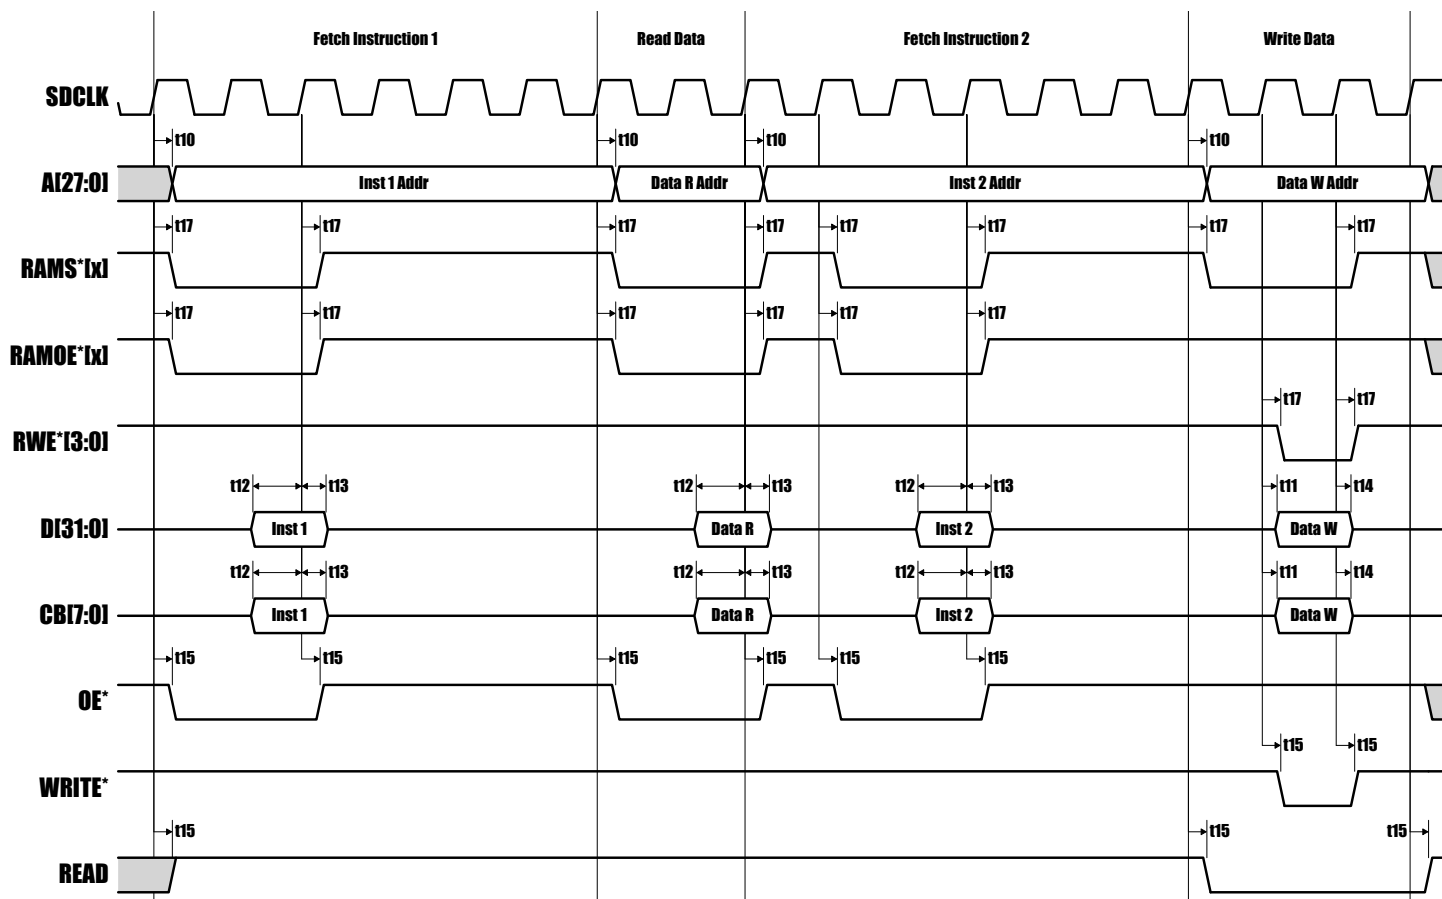 Fetch Instruction 1 Read Data Fetch Instruction 2 Write Data
SDCLK
t10 t10 t10 t10
A[27:0] Inst 1 Addr Data R Addr Inst 2 Addr Data W Addr
t17 t17 t17 t17 t17 t17 t17 t17
RAMS*[x]
t17 t17 t17 t17 t17 t17
RAMOE*[x]
t17 t17
RWE*[3:0]
t12 t13 t12 t13 t12 t13 t11 t14
D[31:0] Inst 1 Data R Inst 2 Data W
t12 t13 t12 t13 t12 t13 t11 t14
CB[7:0] Inst 1 Data R Inst 2 Data W
t15 t15 t15 t15 t15 t15
OE*
t15 t15
WRITE*
t15 t15 t15
READ